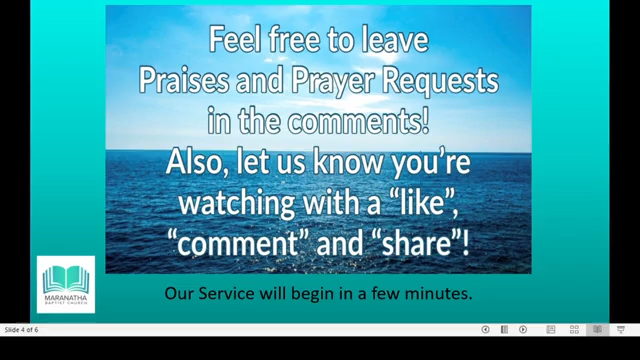 Feel free to leave
Praises and Prayer Requests
in the comments!
Also, let us know you're
watching with a “like”,
“comment” and “share”!
MARANATHA
BAPTIST CHURCH
Our Service will begin in a few minutes.
Slide 4 of 6